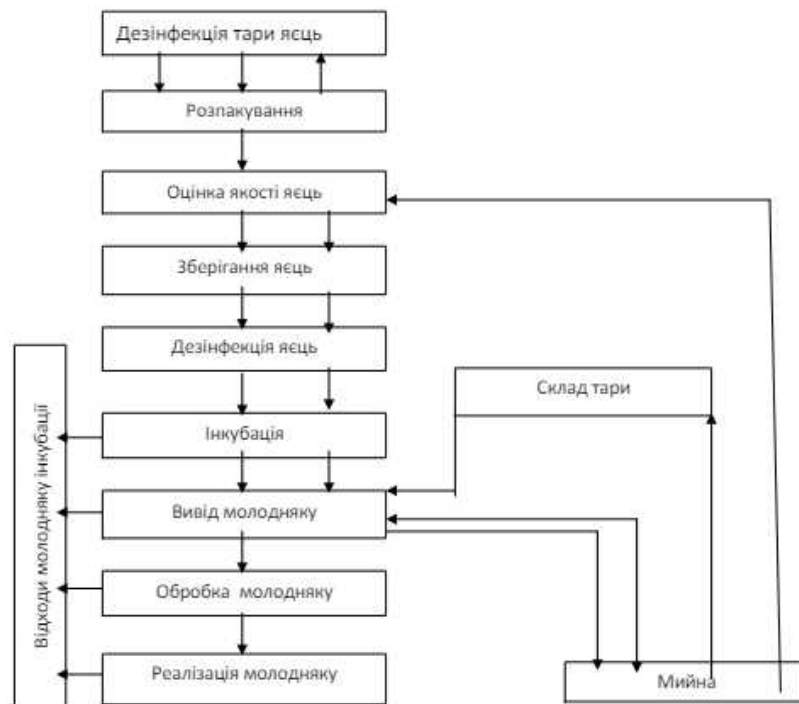 Дезінфекція тари яєць
Розпакування
Оцінка якості яєць
Зберігання яєць
Дезінфекція яєць
Склад тари
Інкубація
Вивід молодняку
Обробка молодняку
Реалізація молодняку
Мийна
Відходи молодняку інкубації